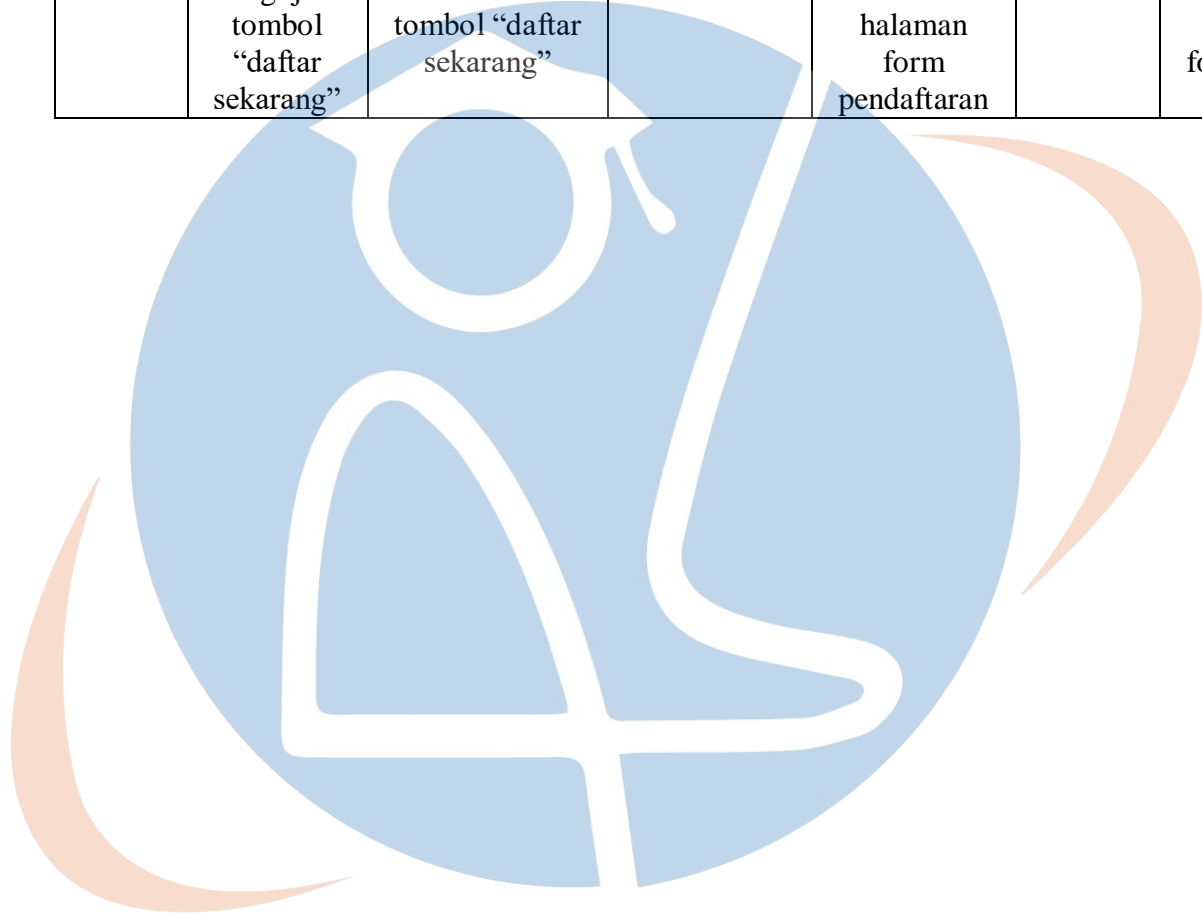 tombol
“daftar
sekarang”
tombol “daftar
sekarang”
halaman
form
pendaftaran